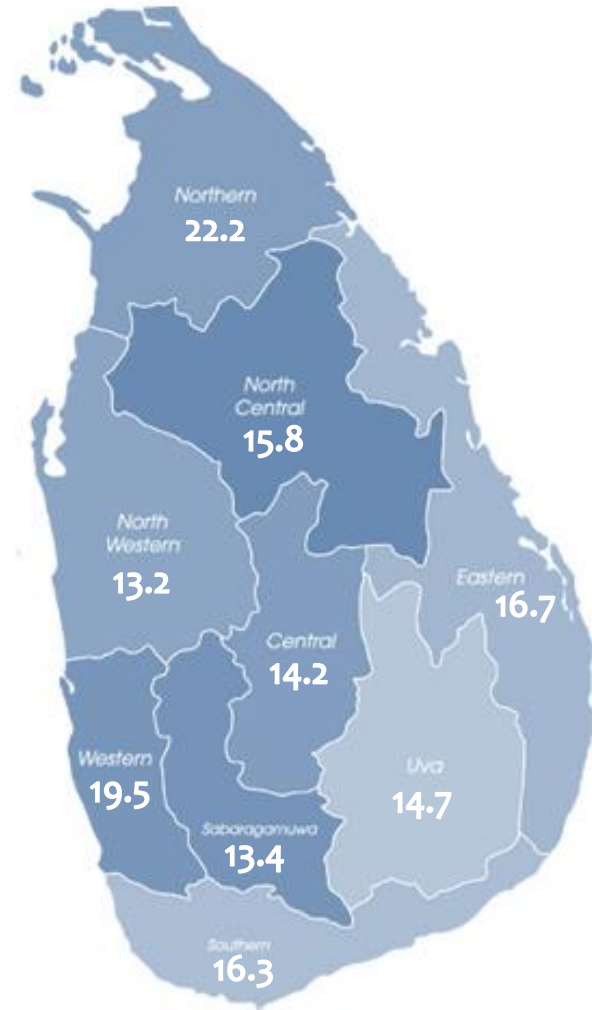 Northern
22.2
North
Central
15.8
North
Western
13.2
Eastern
16.7
Central
14.2
Western
19.5
Uva
14.7
Sabaragamuwa
13.4
Southern
16.3